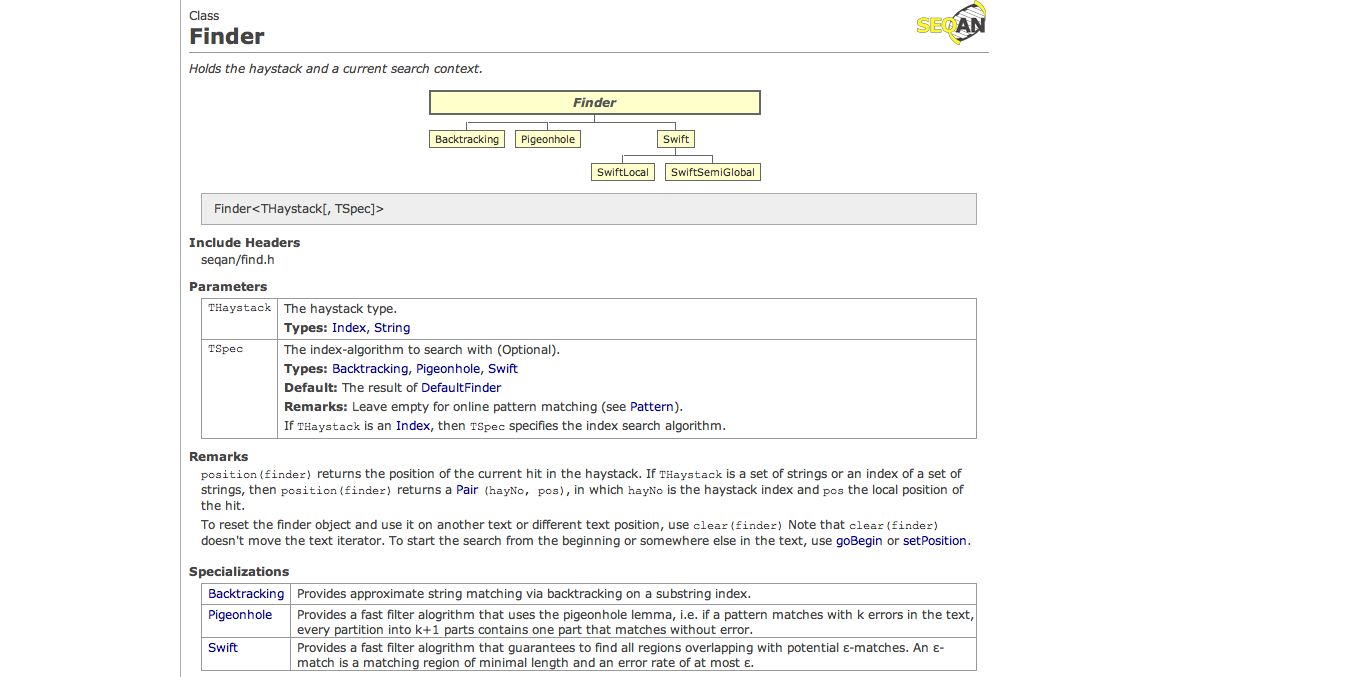 Class
SEQAN
Finder
Holds the haystack and a current search context.
Finder
Backtracking Pigeonhole Swift
SwiftLocal SwiftSemiGlobal
Finder<THaystack[, TSpec]>
Include Headers
seqan/find.h
Parameters
THaystack The haystack type.
Types: Index, String
TSpec The index-algorithm to search with (Optional).
Types: Backtracking, Pigeonhole, Swift
Default: The result of DefaultFinder
Remarks: Leave empty for online pattern matching (see Pattern).
If THaystack is an Index, then TSpec specifies the index search algorithm.
Remarks
position(finder) returns the position of the current hit in the haystack. If THaystack is a set of strings or an index of a set of
strings, then position(finder) returns a Pair (hayNo, pos), in which hayNo is the haystack index and pos the local position of
the hit.
To reset the finder object and use it on another text or different text position, use clear(finder) Note that clear(finder)
doesn't move the text iterator. To start the search from the beginning or somewhere else in the text, use goBegin or setPosition.
Specializations
Backtracking Provides approximate string matching via backtracking on a substring index.
Pigeonhole Provides a fast filter alogrithm that uses the pigeonhole lemma, i.e. if a pattern matches with k errors in the text,
every partition into k+1 parts contains one part that matches without error.
Swift Provides a fast filter alogrithm that guarantees to find all regions overlapping with potential ε-matches. An ε-
match is a matching region of minimal length and an error rate of at most ε.